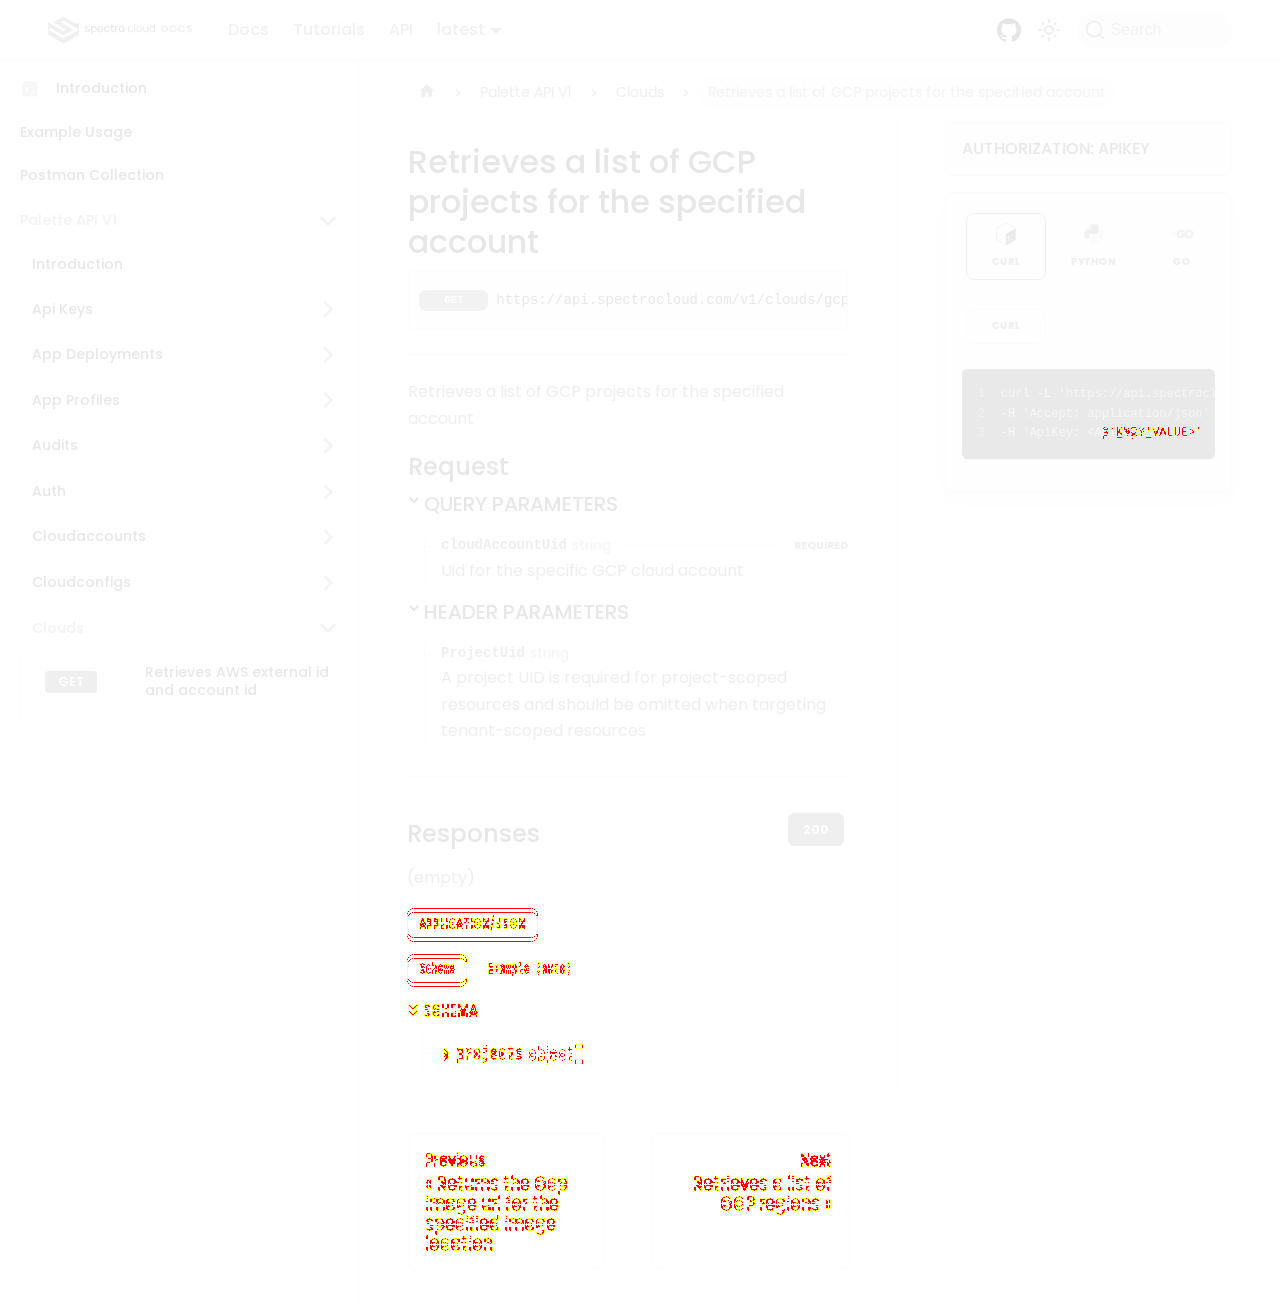 spectro cloud DOCS
Docs
Tutorials
API
latest
Search
Introduction
Example Usage
Postman Collection
Palette API V1
Introduction
Api Keys
App Deployments
App Profiles
Audits
Auth
Cloudaccounts
Cloudconfigs
Clouds
GET
Retrieves AWS external id
and account id
Palette API V1
Clouds
Retrieves a list of GCP projects for the specified account
Retrieves a list of GCP
projects for the specified
account
GET https://api.spectrocloud.com/v1/clouds/gcp
Retrieves a list of GCP projects for the specified
account
Request
QUERY PARAMETERS
cloudAccountUid string REQUIRED
Uid for the specific GCP cloud account
HEADER PARAMETERS
ProjectUid string
A project UID is required for project-scoped
resources and should be omitted when targeting
tenant-scoped resources
Responses
200
(empty)
APPLICATION/JSON
Schema
Example (auto)
SCHEMA
projects object[]
Previous
« Returns the Gcp
image url for the
specified image
location
Next
Retrieves a list of
GCP regions »
AUTHORIZATION: APIKEY
CURL
PYTHON
GO
GO
CURL
1 curl -L 'https://api.spectrocl
2 -H 'Accept: application/json'
3 -H 'ApiKey: VALUE>'